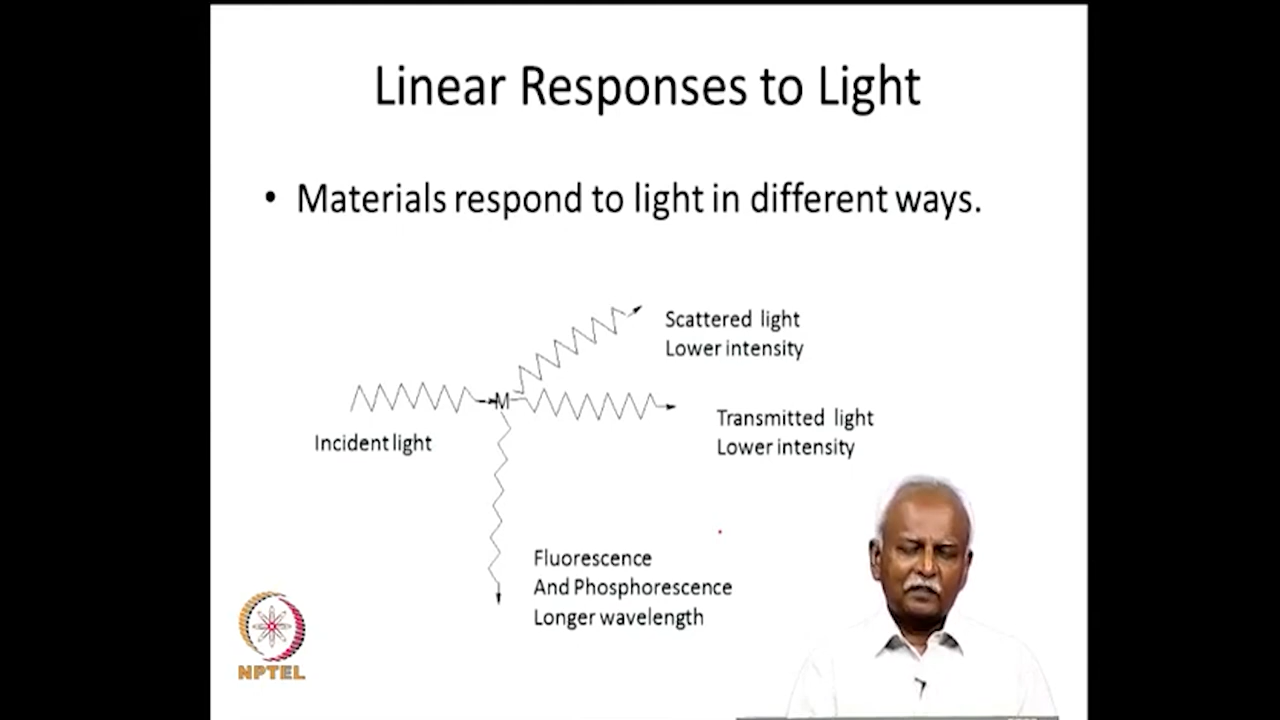 Linear Responses to Light
• Materials respond to light in different ways.
Scattered light
Lower intensity
M
Incident light
Transmitted light
Lower intensity
Fluorescence
And Phosphorescence
Longer wavelength
NPTEL